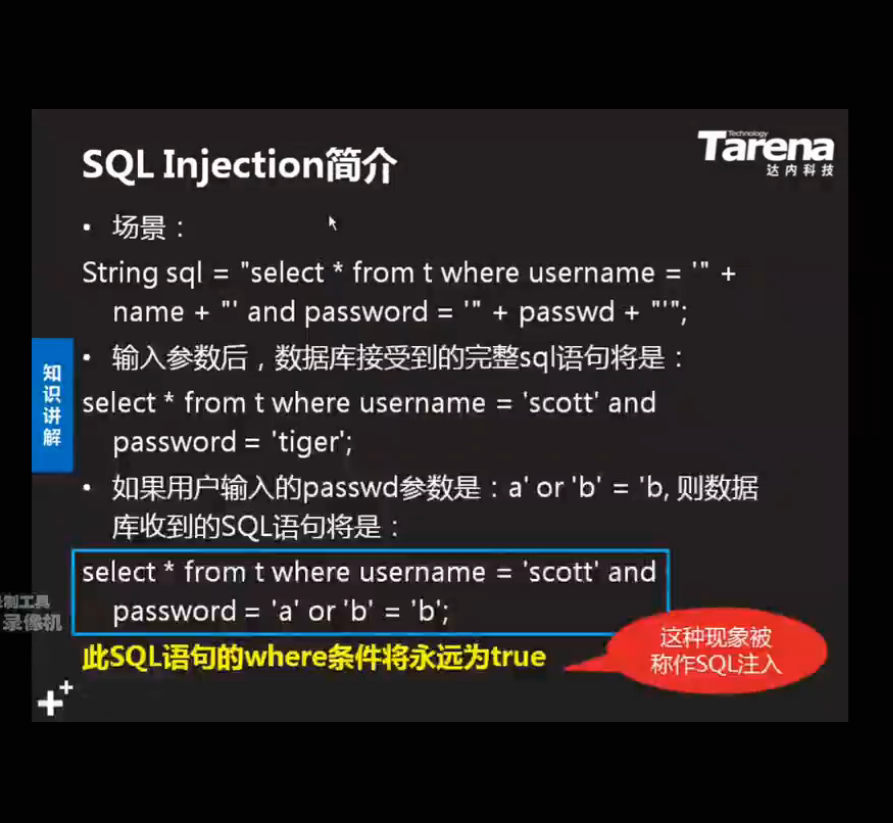 SQL Injection简介
Technology
Tarena
达内科技
• 场景：
String sql = "select * from t where username = '" +
name + "' and password = '" + passwd + "'";
• 输入参数后，数据库接受到的完整sql语句将是：
知识讲解
select * from t where username = 'scott' and
password = 'tiger';
• 如果用户输入的passwd参数是：a' or 'b' = 'b, 则数据
库收到的SQL语句将是：
select * from t where username = 'scott' and
password = 'a' or 'b' = 'b';
制工具
录像机
此SQL语句的where条件将永远为true
这种现象被
称作SQL注入